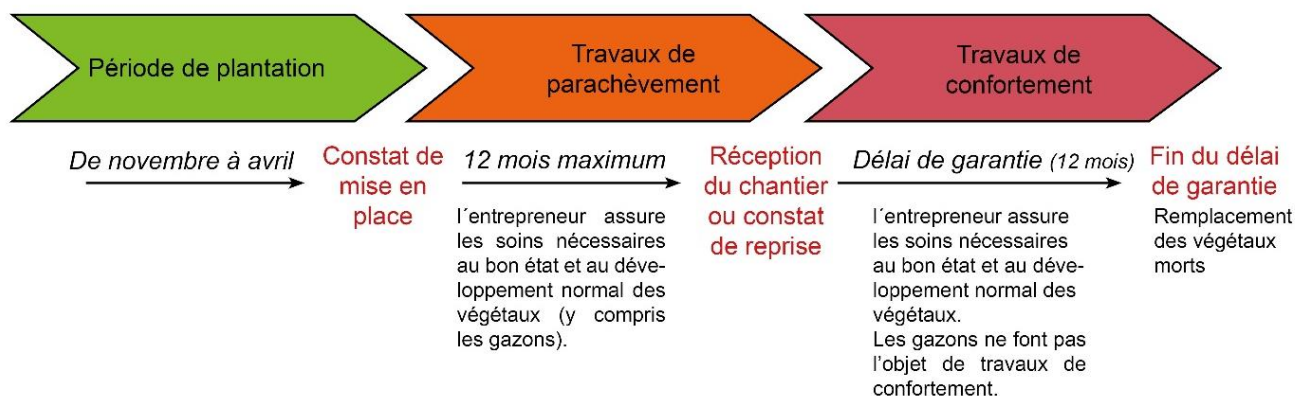 Période de plantation
Travaux de
parachèvement
Travaux de
confortement
De novembre à avril
Constat de
mise en
place
12 mois maximum
l´entrepreneur assure
les soins nécessaires
au bon état et au déve-
loppement normal des
végétaux (y compris
les gazons).
Réception
du chantier
ou constat
de reprise
Délai de garantie (12 mois)
l´entrepreneur assure
les soins nécessaires
au bon état et au déve-
loppement normal des
végétaux.
Les gazons ne font pas
l’objet de travaux de
confortement.
Fin du délai
de garantie
Remplacement
des végétaux
morts